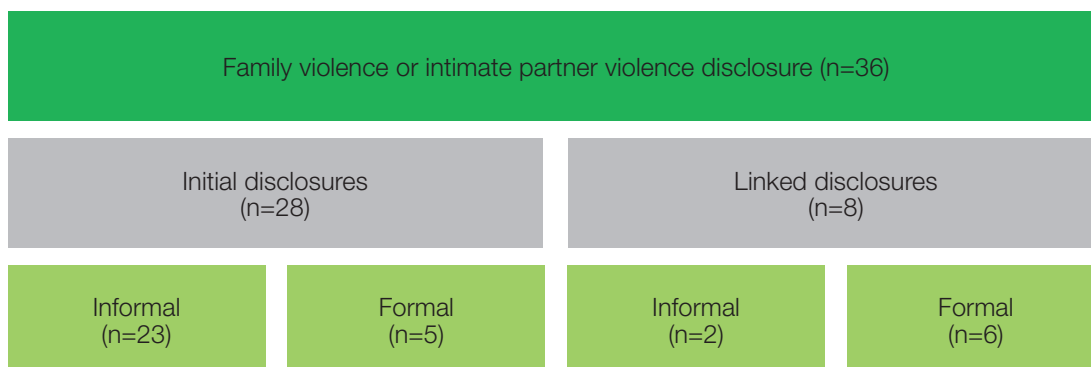 Family violence or intimate partner violence disclosure (n=36)
Initial disclosures
(n=28)
Linked disclosures
(n=8)
Informal
(n=23)
Formal
(n=5)
Informal
(n=2)
Formal
(n=6)